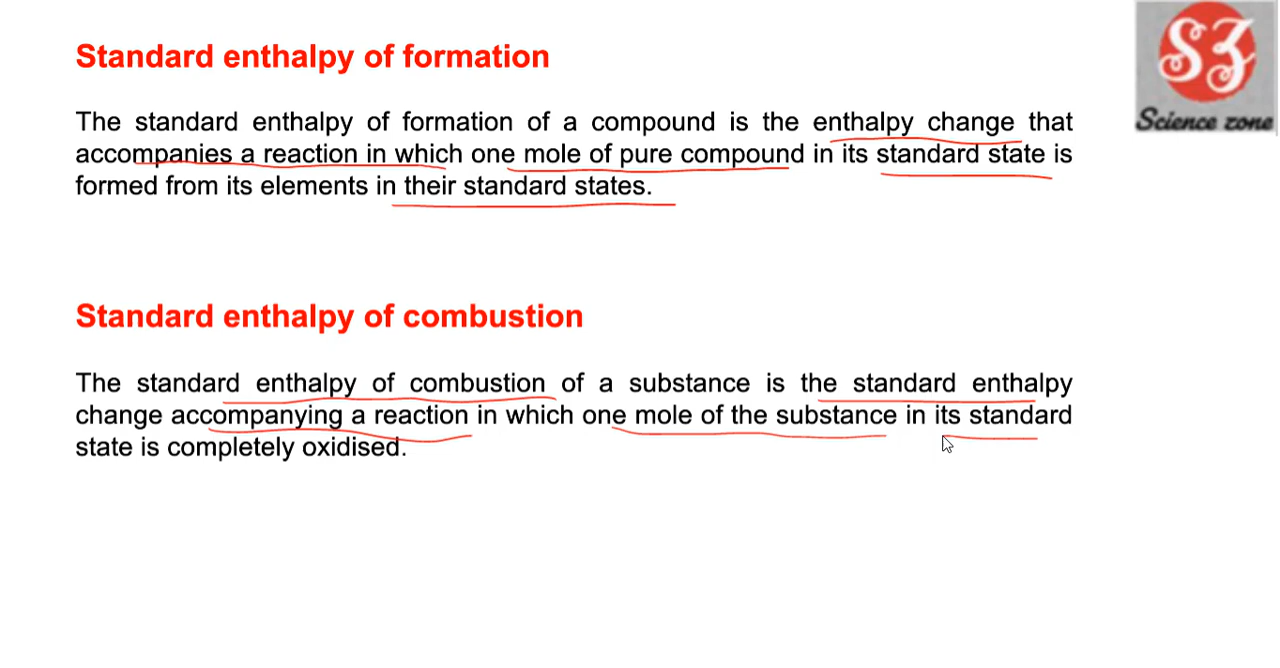 Standard enthalpy of formation
SZ
Science zone
The standard enthalpy of formation of a compound is the enthalpy change that
accompanies a reaction in which one mole of pure compound in its standard state is
formed from its elements in their standard states.
Standard enthalpy of combustion
The standard enthalpy of combustion of a substance is the standard enthalpy
change accompanying a reaction in which one mole of the substance in its standard
state is completely oxidised.